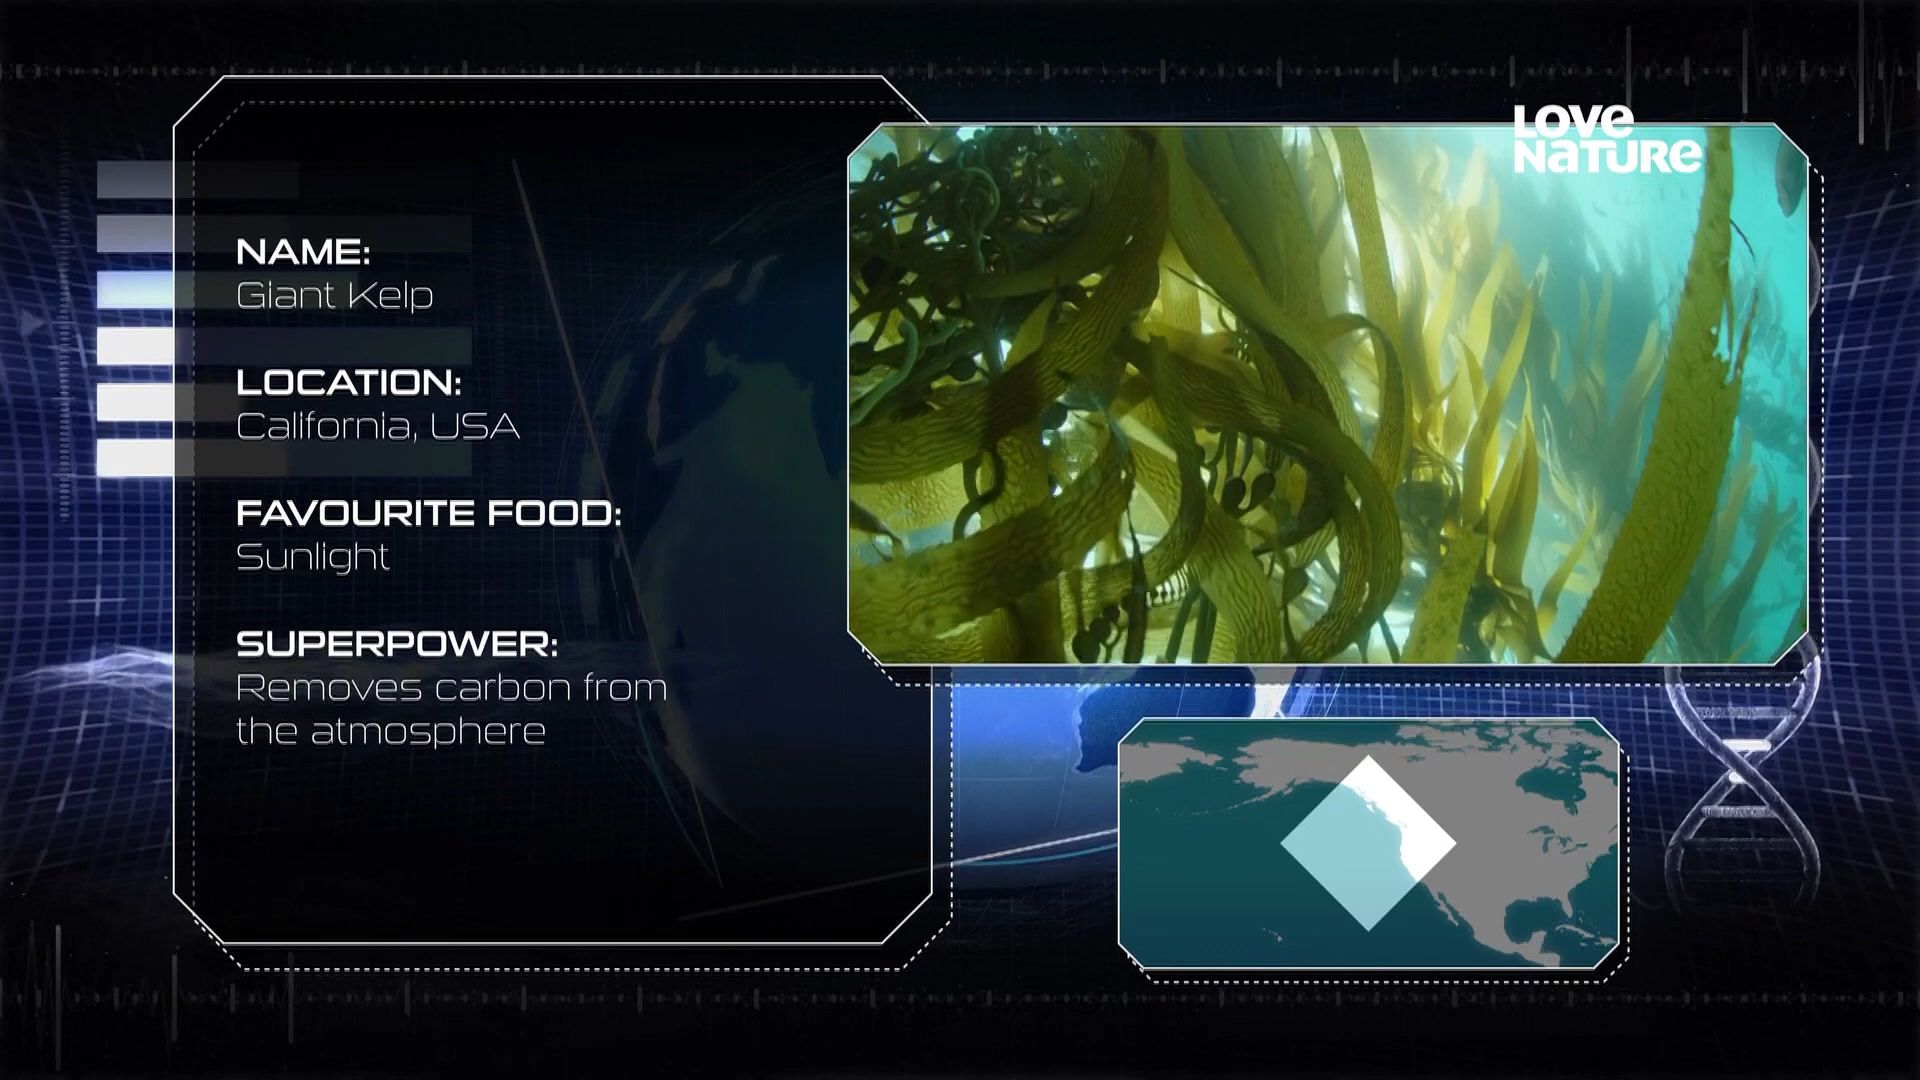 LOVE
NATURE
NAME:
Giant Kelp
LOCATION:
California, USA
FAVOURITE FOOD:
Sunlight
SUPERPOWER:
Removes carbon from
the atmosphere